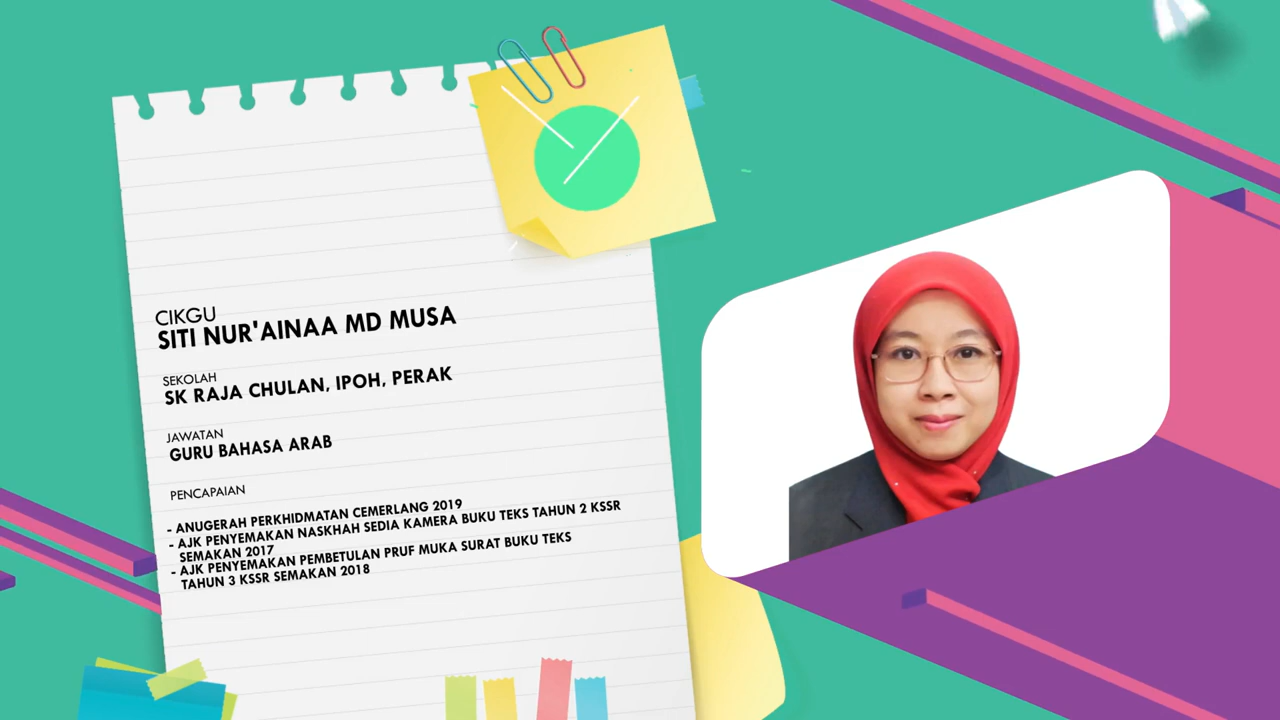 CIKGU
SITI NUR'AINAA MD MUSA
SEKOLAH
SK RAJA CHULAN, IPOH, PERAK
JAWATAN
GURU BAHASA ARAB
PENCAPAIAN
- ANUGERAH PERKHIDMATAN CEMERLANG 2019
- AJK PENYEMAKAN NASKHAH SEDIA KAMERA BUKU TEKS TAHUN 2 KSSR
SEMAKAN 2017
- AJK PENYEMAKAN PEMBETULAN PRUF MUKA SURAT BUKU TEKS
TAHUN 3 KSSR SEMAKAN 2018